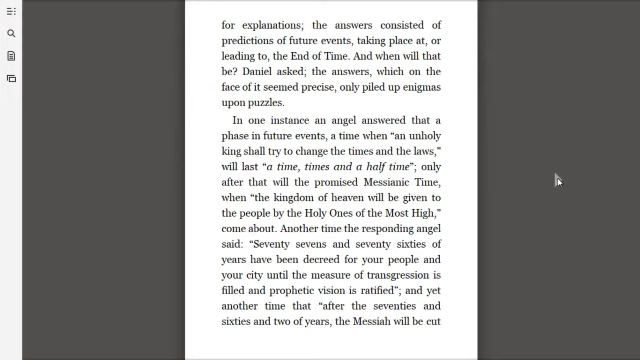 for explanations; the answers consisted of
predictions of future events, taking place at, or
leading to, the End of Time. And when will that
be? Daniel asked; the answers, which on the
face of it seemed precise, only piled up enigmas
upon puzzles.
In one instance an angel answered that a
phase in future events, a time when “an unholy
king shall try to change the times and the laws,”
will last “a time, times and a half time”; only
after that will the promised Messianic Time,
when “the kingdom of heaven will be given to
the people by the Holy Ones of the Most High,”
come about. Another time the responding angel
said: “Seventy sevens and seventy sixties of
years have been decreed for your people and
your city until the measure of transgression is
filled and prophetic vision is ratified”; and yet
another time that “after the seventies and
sixties and two of years, the Messiah will be cut